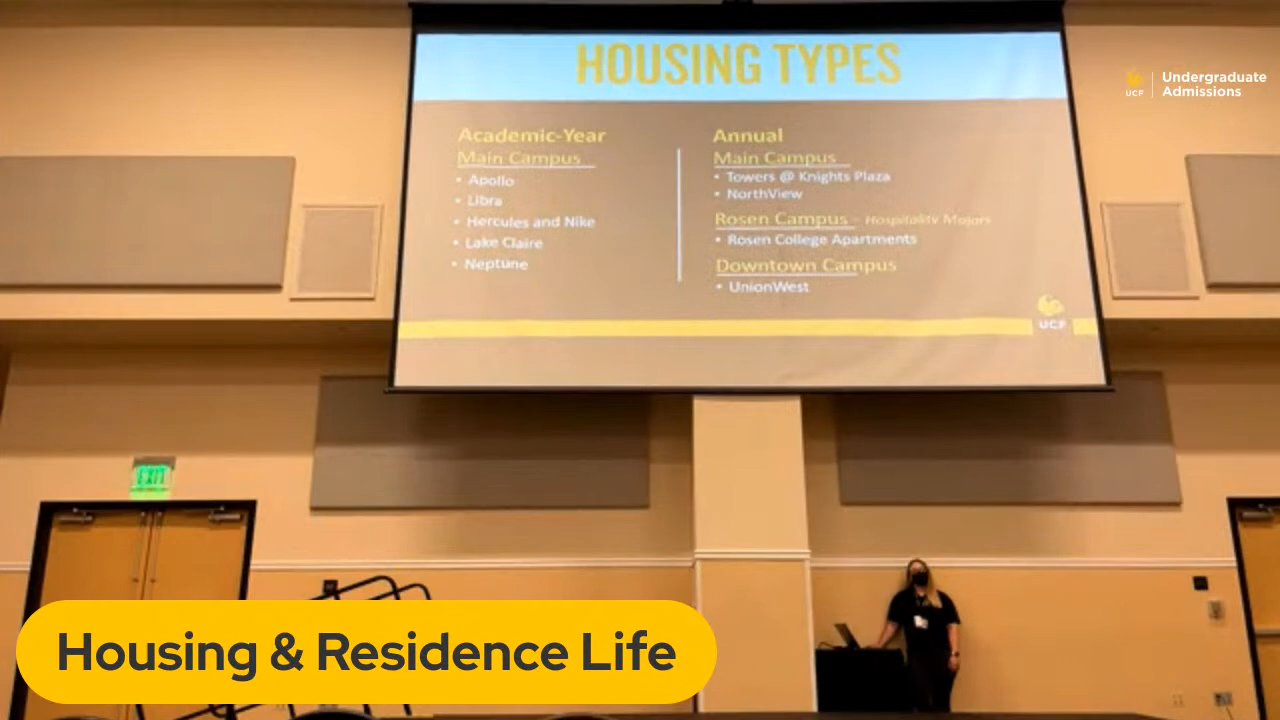 HOUSING TYPES
Academic-Year
Main Campus
• Apollo
• Libra
• Hercules and Nike
• Lake Claire
• Neptune
Annual
Main Campus
• Towers @ Knights Plaza
• NorthView
Rosen Campus – Hospitality Majors
• Rosen College Apartments
Downtown Campus
• UnionWest
UCF
UCF
Undergraduate
Admissions
EXIT
Housing & Residence Life